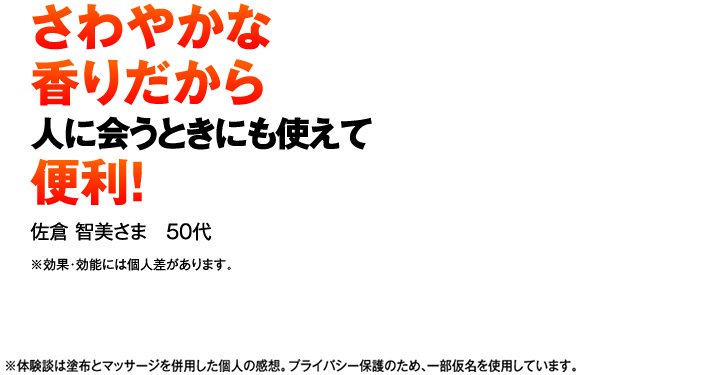 さわやかな
香りだから
人に会うときにも使えて
便利!
佐倉 智美さま　50代
※効果·効能には個人差があります。
※体験談は塗布とマッサージを併用した個人の感想。プライバシー保護のため、一部仮名を使用しています。